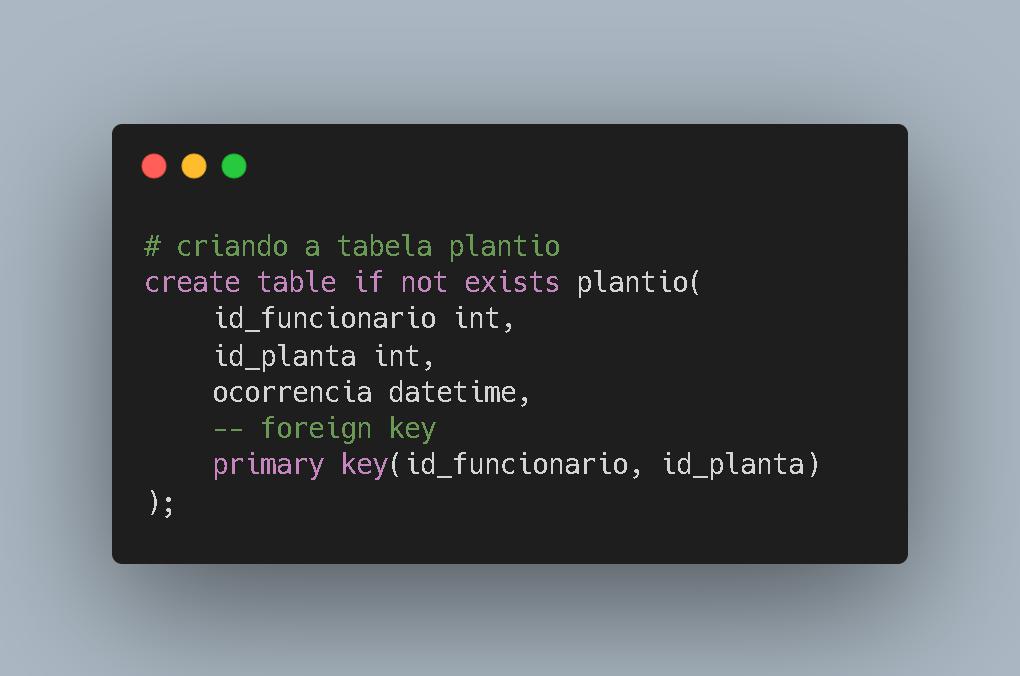 # criando a tabela plantio
create table if not exists plantio(
id_funcionario int,
id_planta int,
ocorrencia datetime,
-- foreign key
primary key(id_funcionario, id_planta)
);